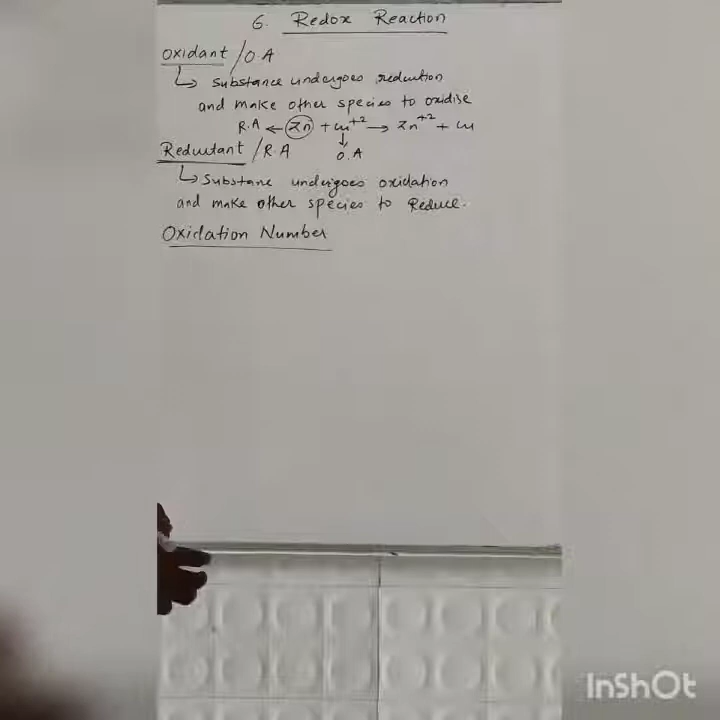 6. Redox Reaction
Oxidant / O A
↳ Substance undergoes reduction
and make other species to oxidise
R.A ← Zn + Cu+2 → Zn+2 + Cu
↓
O.A
Reductant / R.A
↳ Substane undergoes oxidation
and make other species to Reduce.
Oxidation Number
InShOt